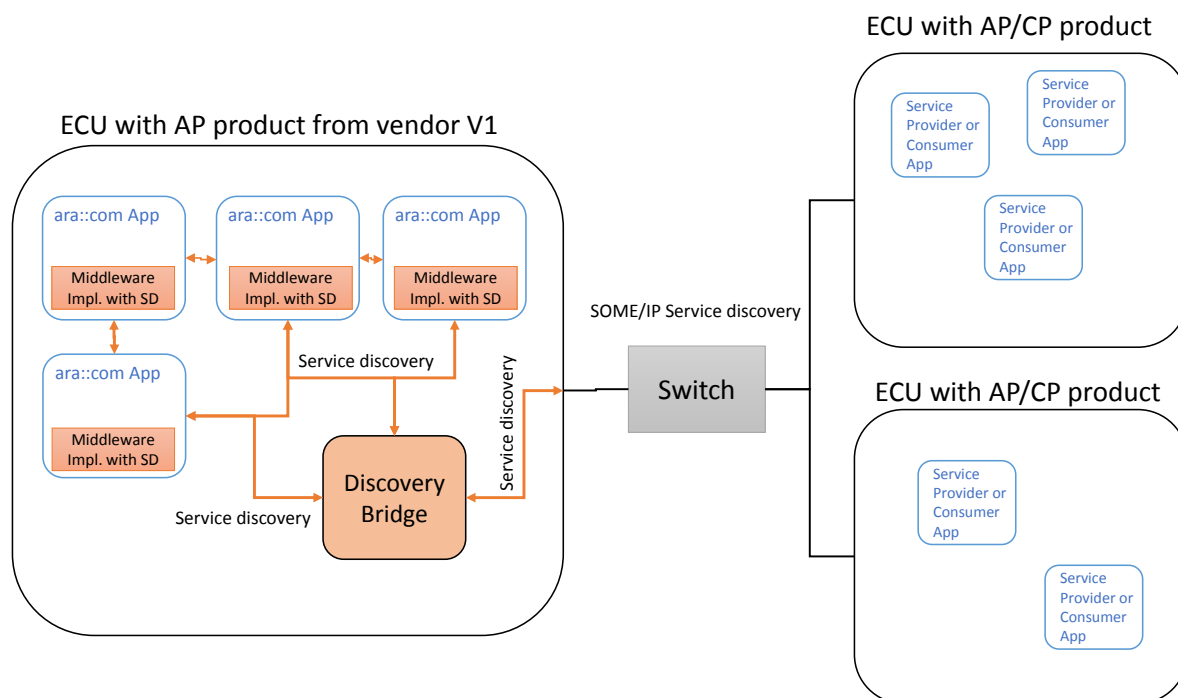 ECU with AP product from vendor V1
ara::com App
Middleware
Impl. with SD
ara::com App
Middleware
Impl. with SD
ara::com App
Middleware
Impl. with SD
ara::com App
Middleware
Impl. with SD
Service discovery
Service discovery
Service discovery
Discovery
Bridge
SOME/IP Service discovery
Switch
ECU with AP/CP product
Service
Provider or
Consumer
App
Service
Provider or
Consumer
App
Service
Provider or
Consumer
App
ECU with AP/CP product
Service
Provider or
Consumer
App
Service
Provider or
Consumer
App